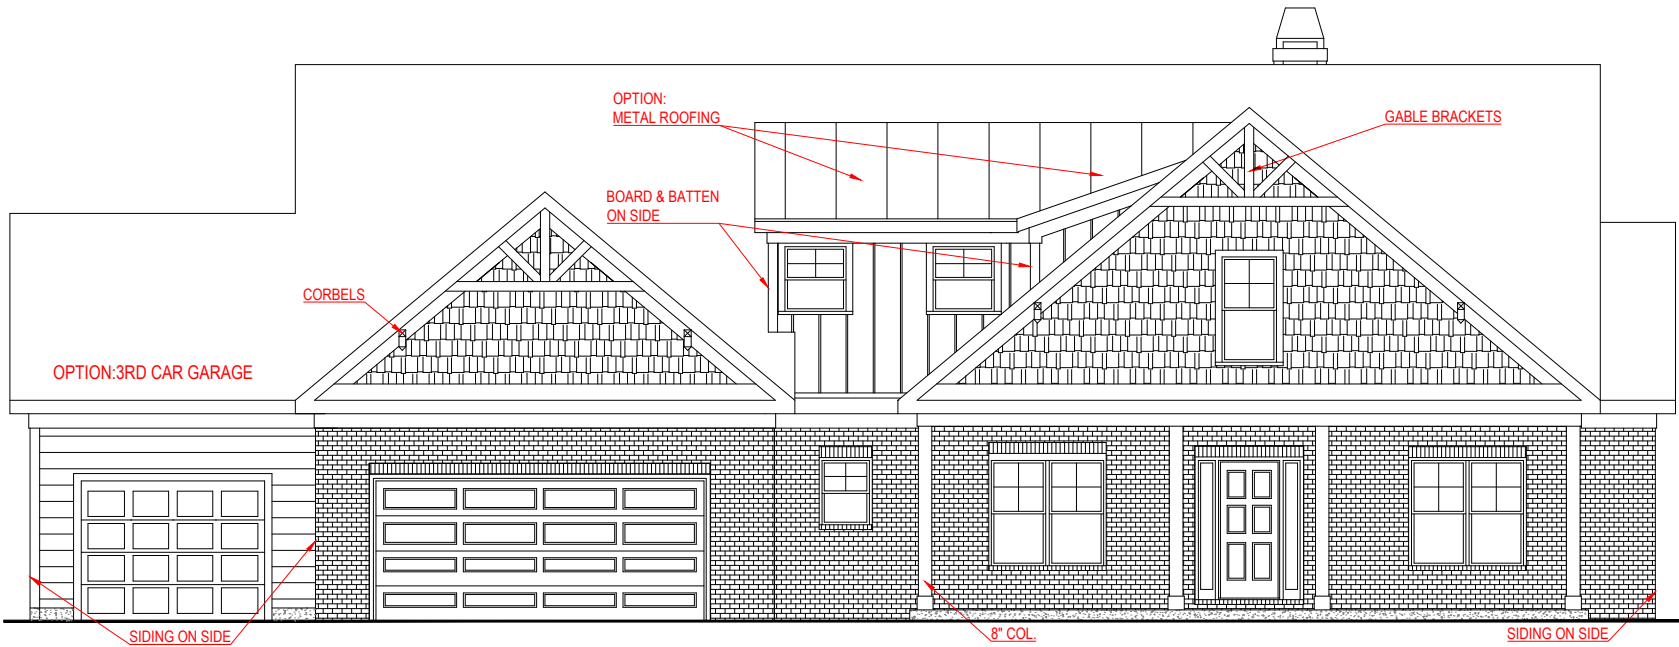 OPTION:
METAL ROOFING
GABLE BRACKETS
BOARD & BATTEN
ON SIDE
CORBELS
OPTION:3RD CAR GARAGE
SIDING ON SIDE
8" COL.
SIDING ON SIDE